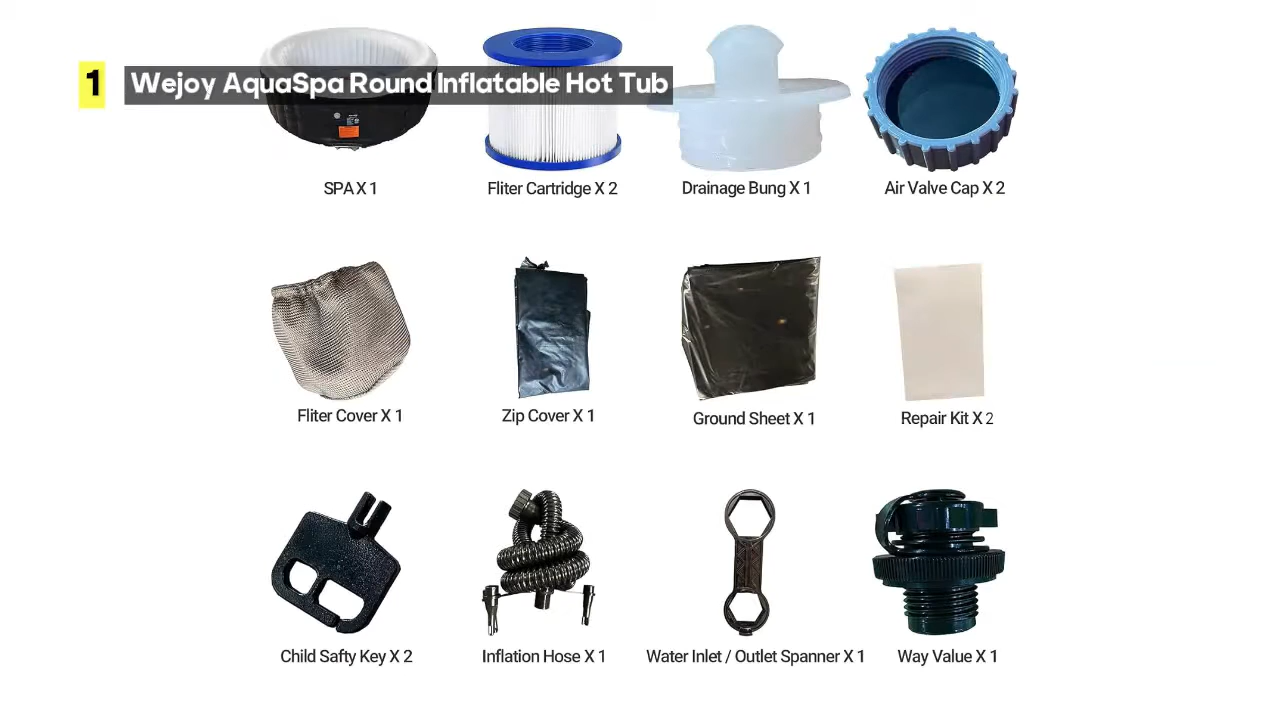 1 Wejoy AquaSpa Round Inflatable Hot Tub
SPA X 1
Fliter Cartridge X 2
Drainage Bung X 1
Air Valve Cap X 2
Fliter Cover X 1
Zip Cover X 1
Ground Sheet X 1
Repair Kit X 2
Child Safty Key X 2
Inflation Hose X 1
Water Inlet / Outlet Spanner X 1
Way Value X 1